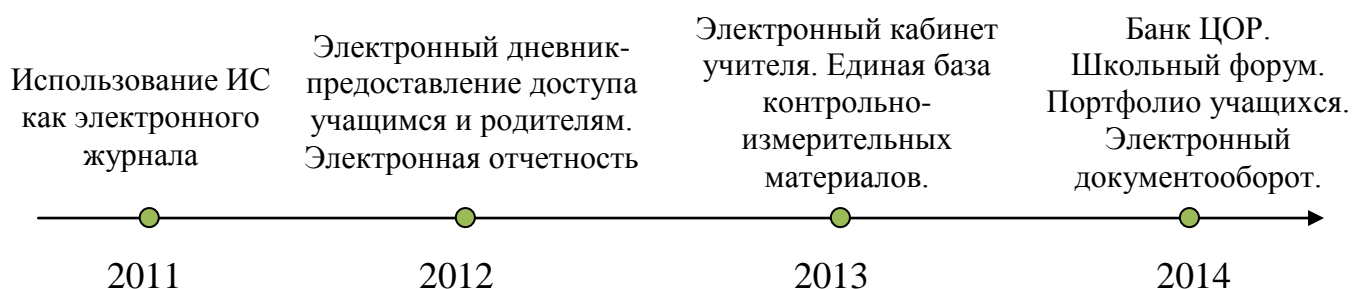 Использование ИС
как электронного
журнала
Электронный дневник-
предоставление доступа
учащимся и родителям.
Электронная отчетность
Электронный кабинет
учителя. Единая база
контрольно-
измерительных
материалов.
Банк ЦОР.
Школьный форум.
Портфолио учащихся.
Электронный
документооборот.
2011
2012
2013
2014